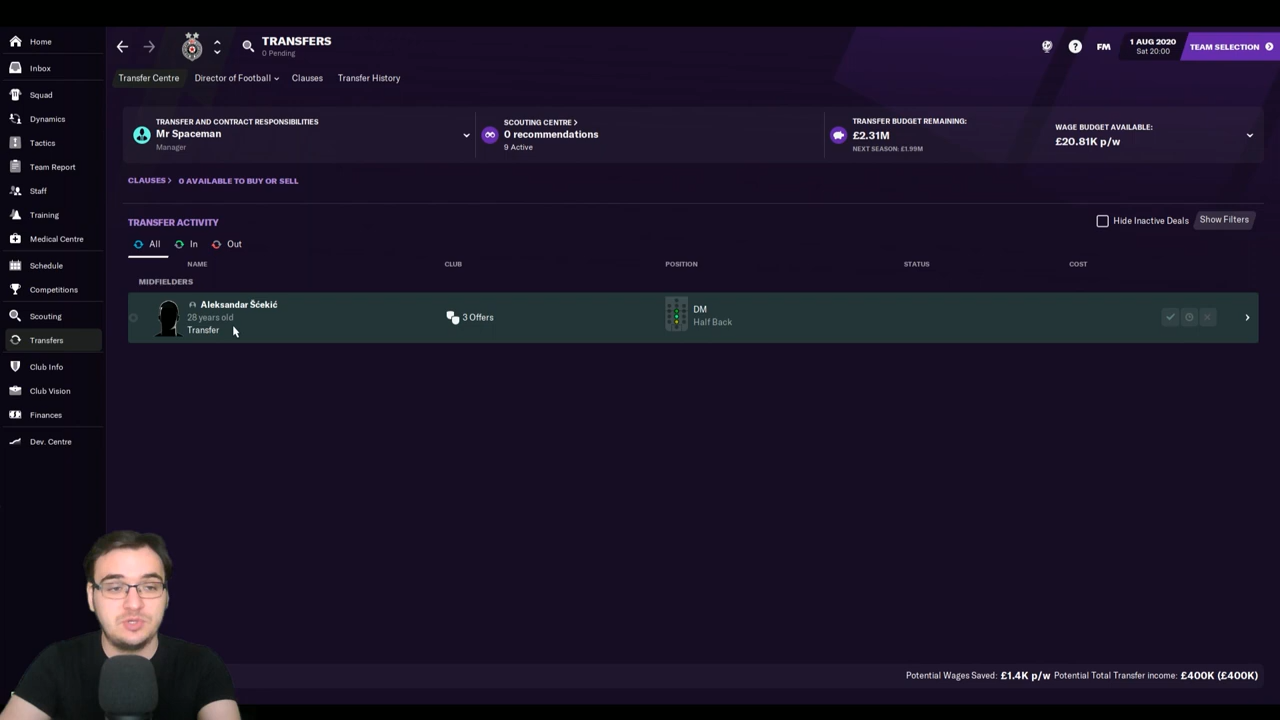 Home
Inbox
Squad
Dynamics
Tactics
Team Report
Staff
Training
Medical Centre
Schedule
Competitions
Scouting
Transfers
Club Info
Club Vision
Finances
Dev. Centre
TRANSFERS
0 Pending
FM
1 AUG 2020
Sat 20:00
TEAM SELECTION
Transfer Centre Director of Football Clauses Transfer History
TRANSFER AND CONTRACT RESPONSIBILITIES
Mr Spaceman
Manager
SCOUTING CENTRE >
0 recommendations
9 Active
TRANSFER BUDGET REMAINING:
£2.31M
NEXT SEASON: £1.99M
WAGE BUDGET AVAILABLE:
£20.81K p/w
CLAUSES > 0 AVAILABLE TO BUY OR SELL
TRANSFER ACTIVITY
Hide Inactive Deals Show Filters
All In Out
NAME CLUB POSITION STATUS COST
MIDFIELDERS
Aleksandar Šćekić
28 years old
Transfer
3 Offers
DM
Half Back
Potential Wages Saved: £1.4K p/w Potential Total Transfer income: £400K (£400K)